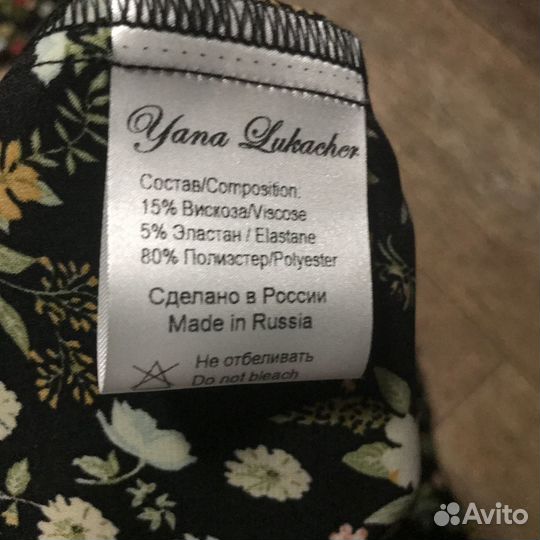 Yana Lukacher
Состав/Composition:
15% Вискоза/Viscose
5% Эластан / Elastane
80% Полиэстер/Polyester
Сделано в России
Made in Russia
Не отбеливать
Do not bleach
Avito